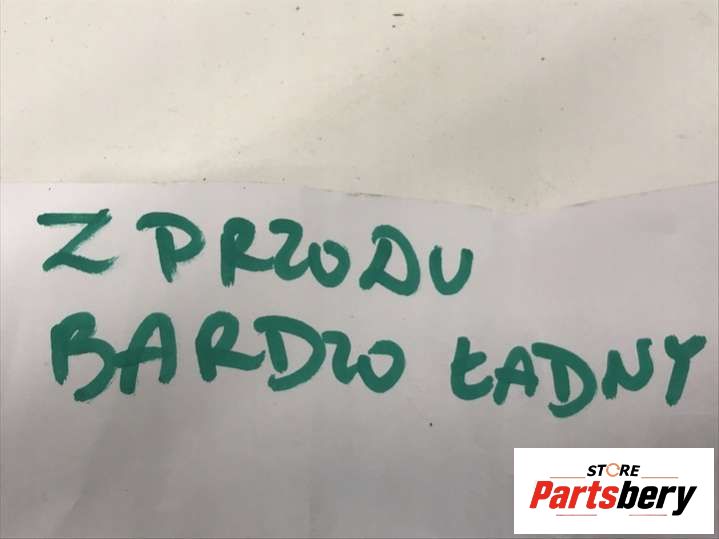 Z PRZODU
BARDZO ŁADNY
STORE
Partsbery